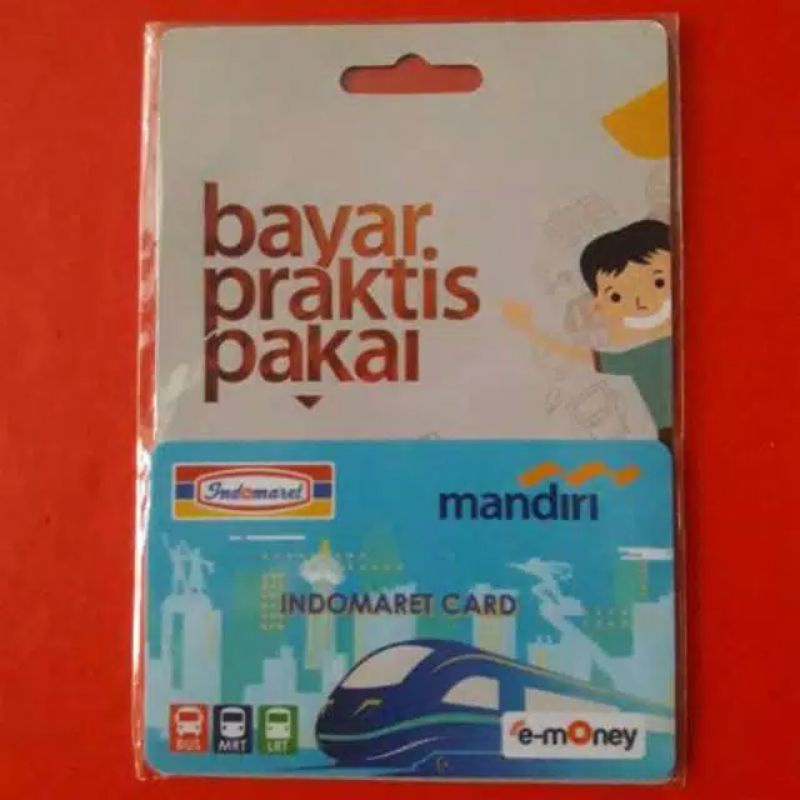 bayar
praktis
pakai
Indomaret
mandiri
INDOMARET CARD
BUS
MRT
LRT
e-money